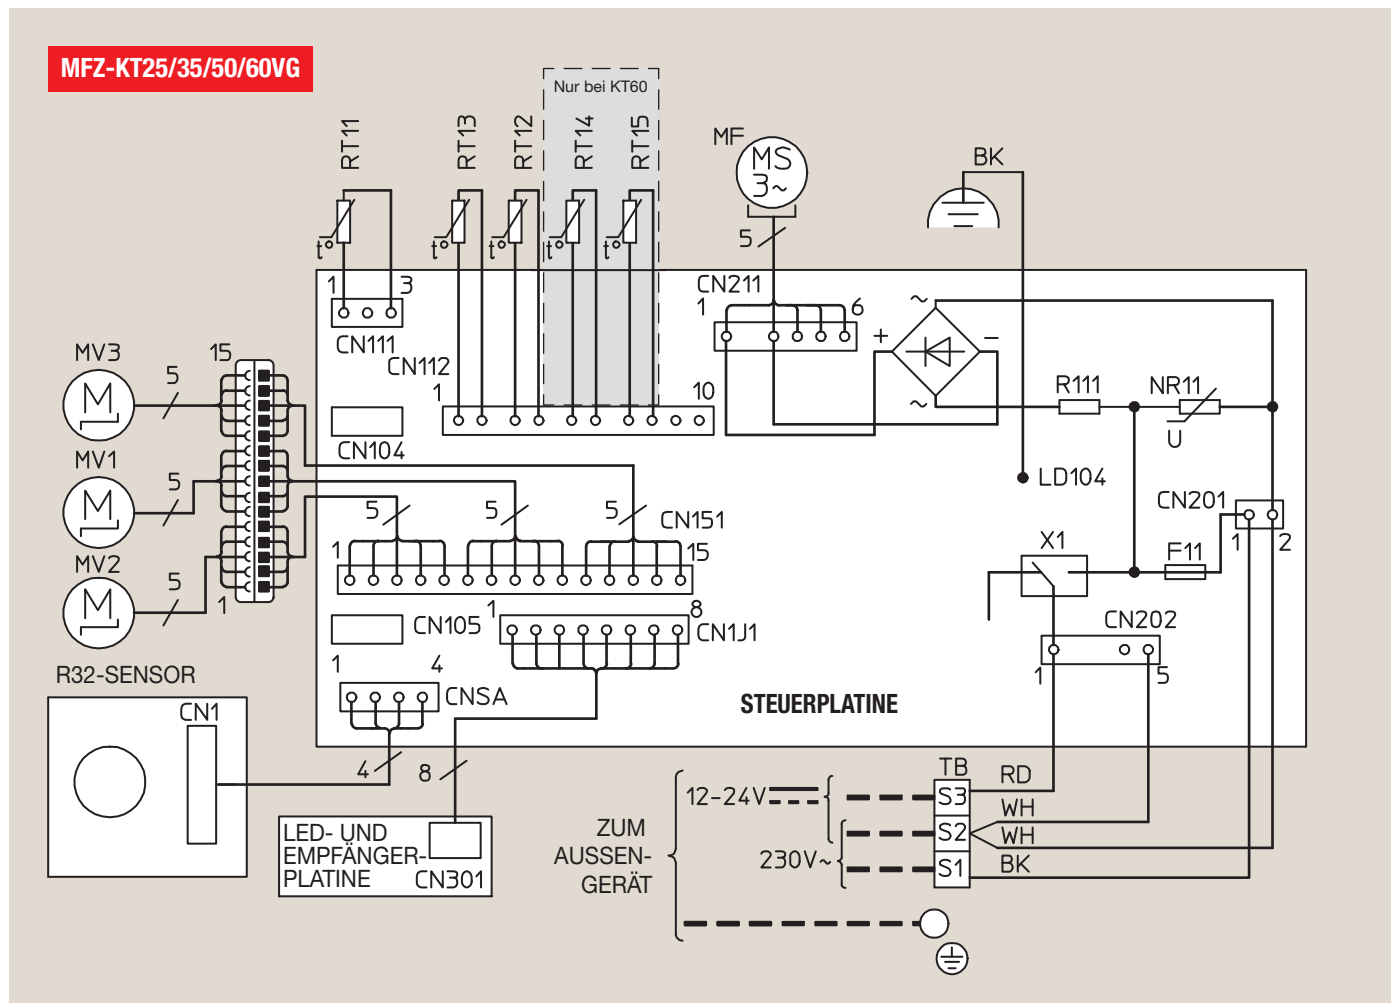 MFZ-KT25/35/50/60VG
Nur bei KT60
RT11
RT13
RT12
RT14
RT15
MF
MS
3~
BK
t°
t°
t°
t°
t°
5
1
3
CN111
CN112
1
10
CN211
1
6
~
+
−
~
R111
NR11
U
MV3
5
15
MV1
5
MV2
5
1
CN104
LD104
CN201
1
2
5
5
5
CN151
1
15
X1
F11
CN105
1
8
CN1J1
CN202
1
5
R32-SENSOR
CN1
1
4
CNSA
STEUERPLATINE
4
8
LED- UND
EMPFÄNGER-
PLATINE
CN301
ZUM
AUSSEN-
GERÄT
12-24V
230V~
TB
S3
S2
S1
RD
WH
WH
BK